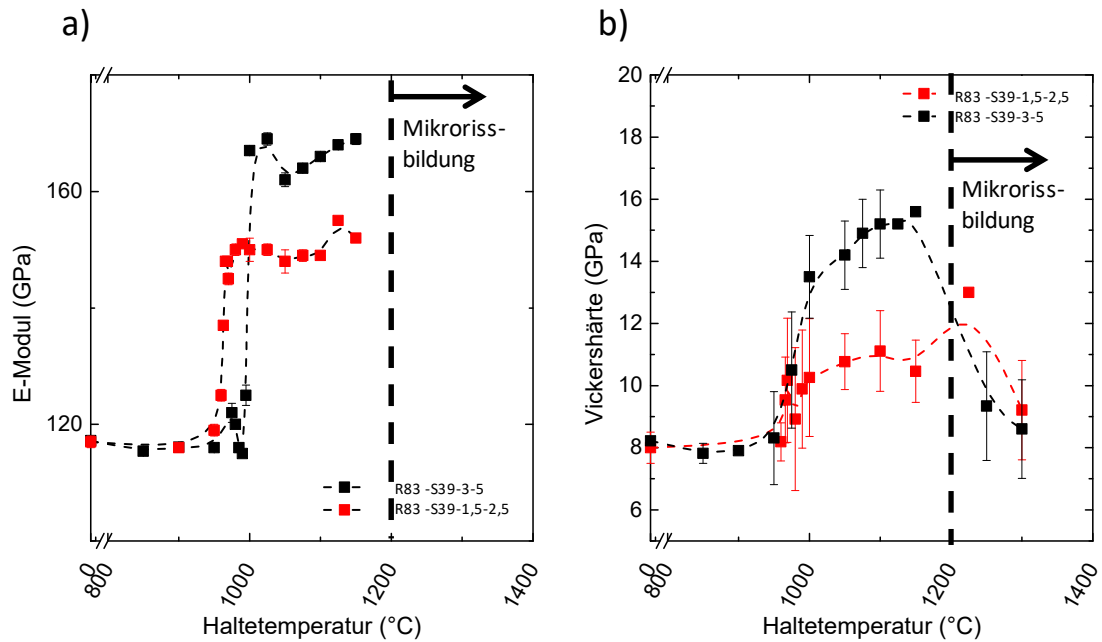 a)
160
120
E-Modul (GPa)
Mikroriss-
bildung
R83 -S39-3-5
R83 -S39-1,5-2,5
0
800
1000
1200
1400
Haltetemperatur (°C)
b)
20
18
16
14
12
10
8
6
Vickershärte (GPa)
R83 -S39-1,5-2,5
R83 -S39-3-5
Mikroriss-
bildung
0
800
1000
1200
1400
Haltetemperatur (°C)